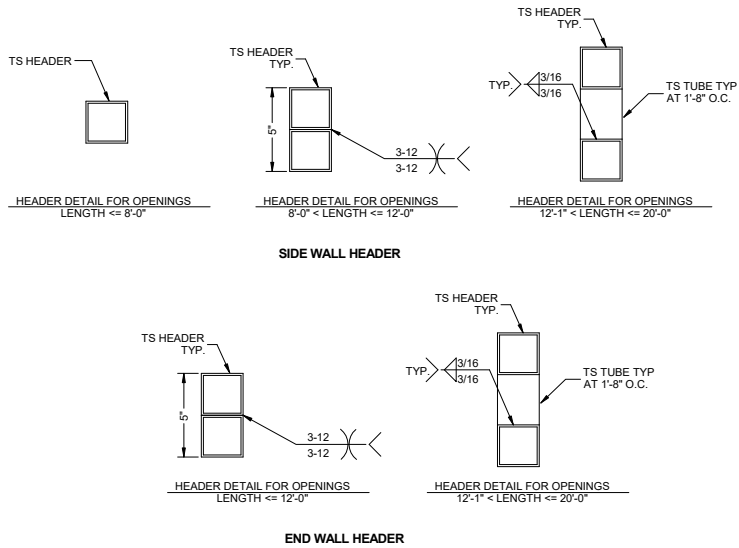 TS HEADER
HEADER DETAIL FOR OPENINGS
LENGTH <= 8'-0"
TS HEADER
TYP.
5"
3-12
3-12
HEADER DETAIL FOR OPENINGS
8'-0" < LENGTH <= 12'-0"
TS HEADER
TYP.
TYP.
3/16
3/16
TS TUBE TYP
AT 1'-8" O.C.
HEADER DETAIL FOR OPENINGS
12'-1" < LENGTH <= 20'-0"
SIDE WALL HEADER
TS HEADER
TYP.
5"
3-12
3-12
HEADER DETAIL FOR OPENINGS
LENGTH <= 12'-0"
TS HEADER
TYP.
TYP.
3/16
3/16
TS TUBE TYP
AT 1'-8" O.C.
HEADER DETAIL FOR OPENINGS
12'-1" < LENGTH <= 20'-0"
END WALL HEADER